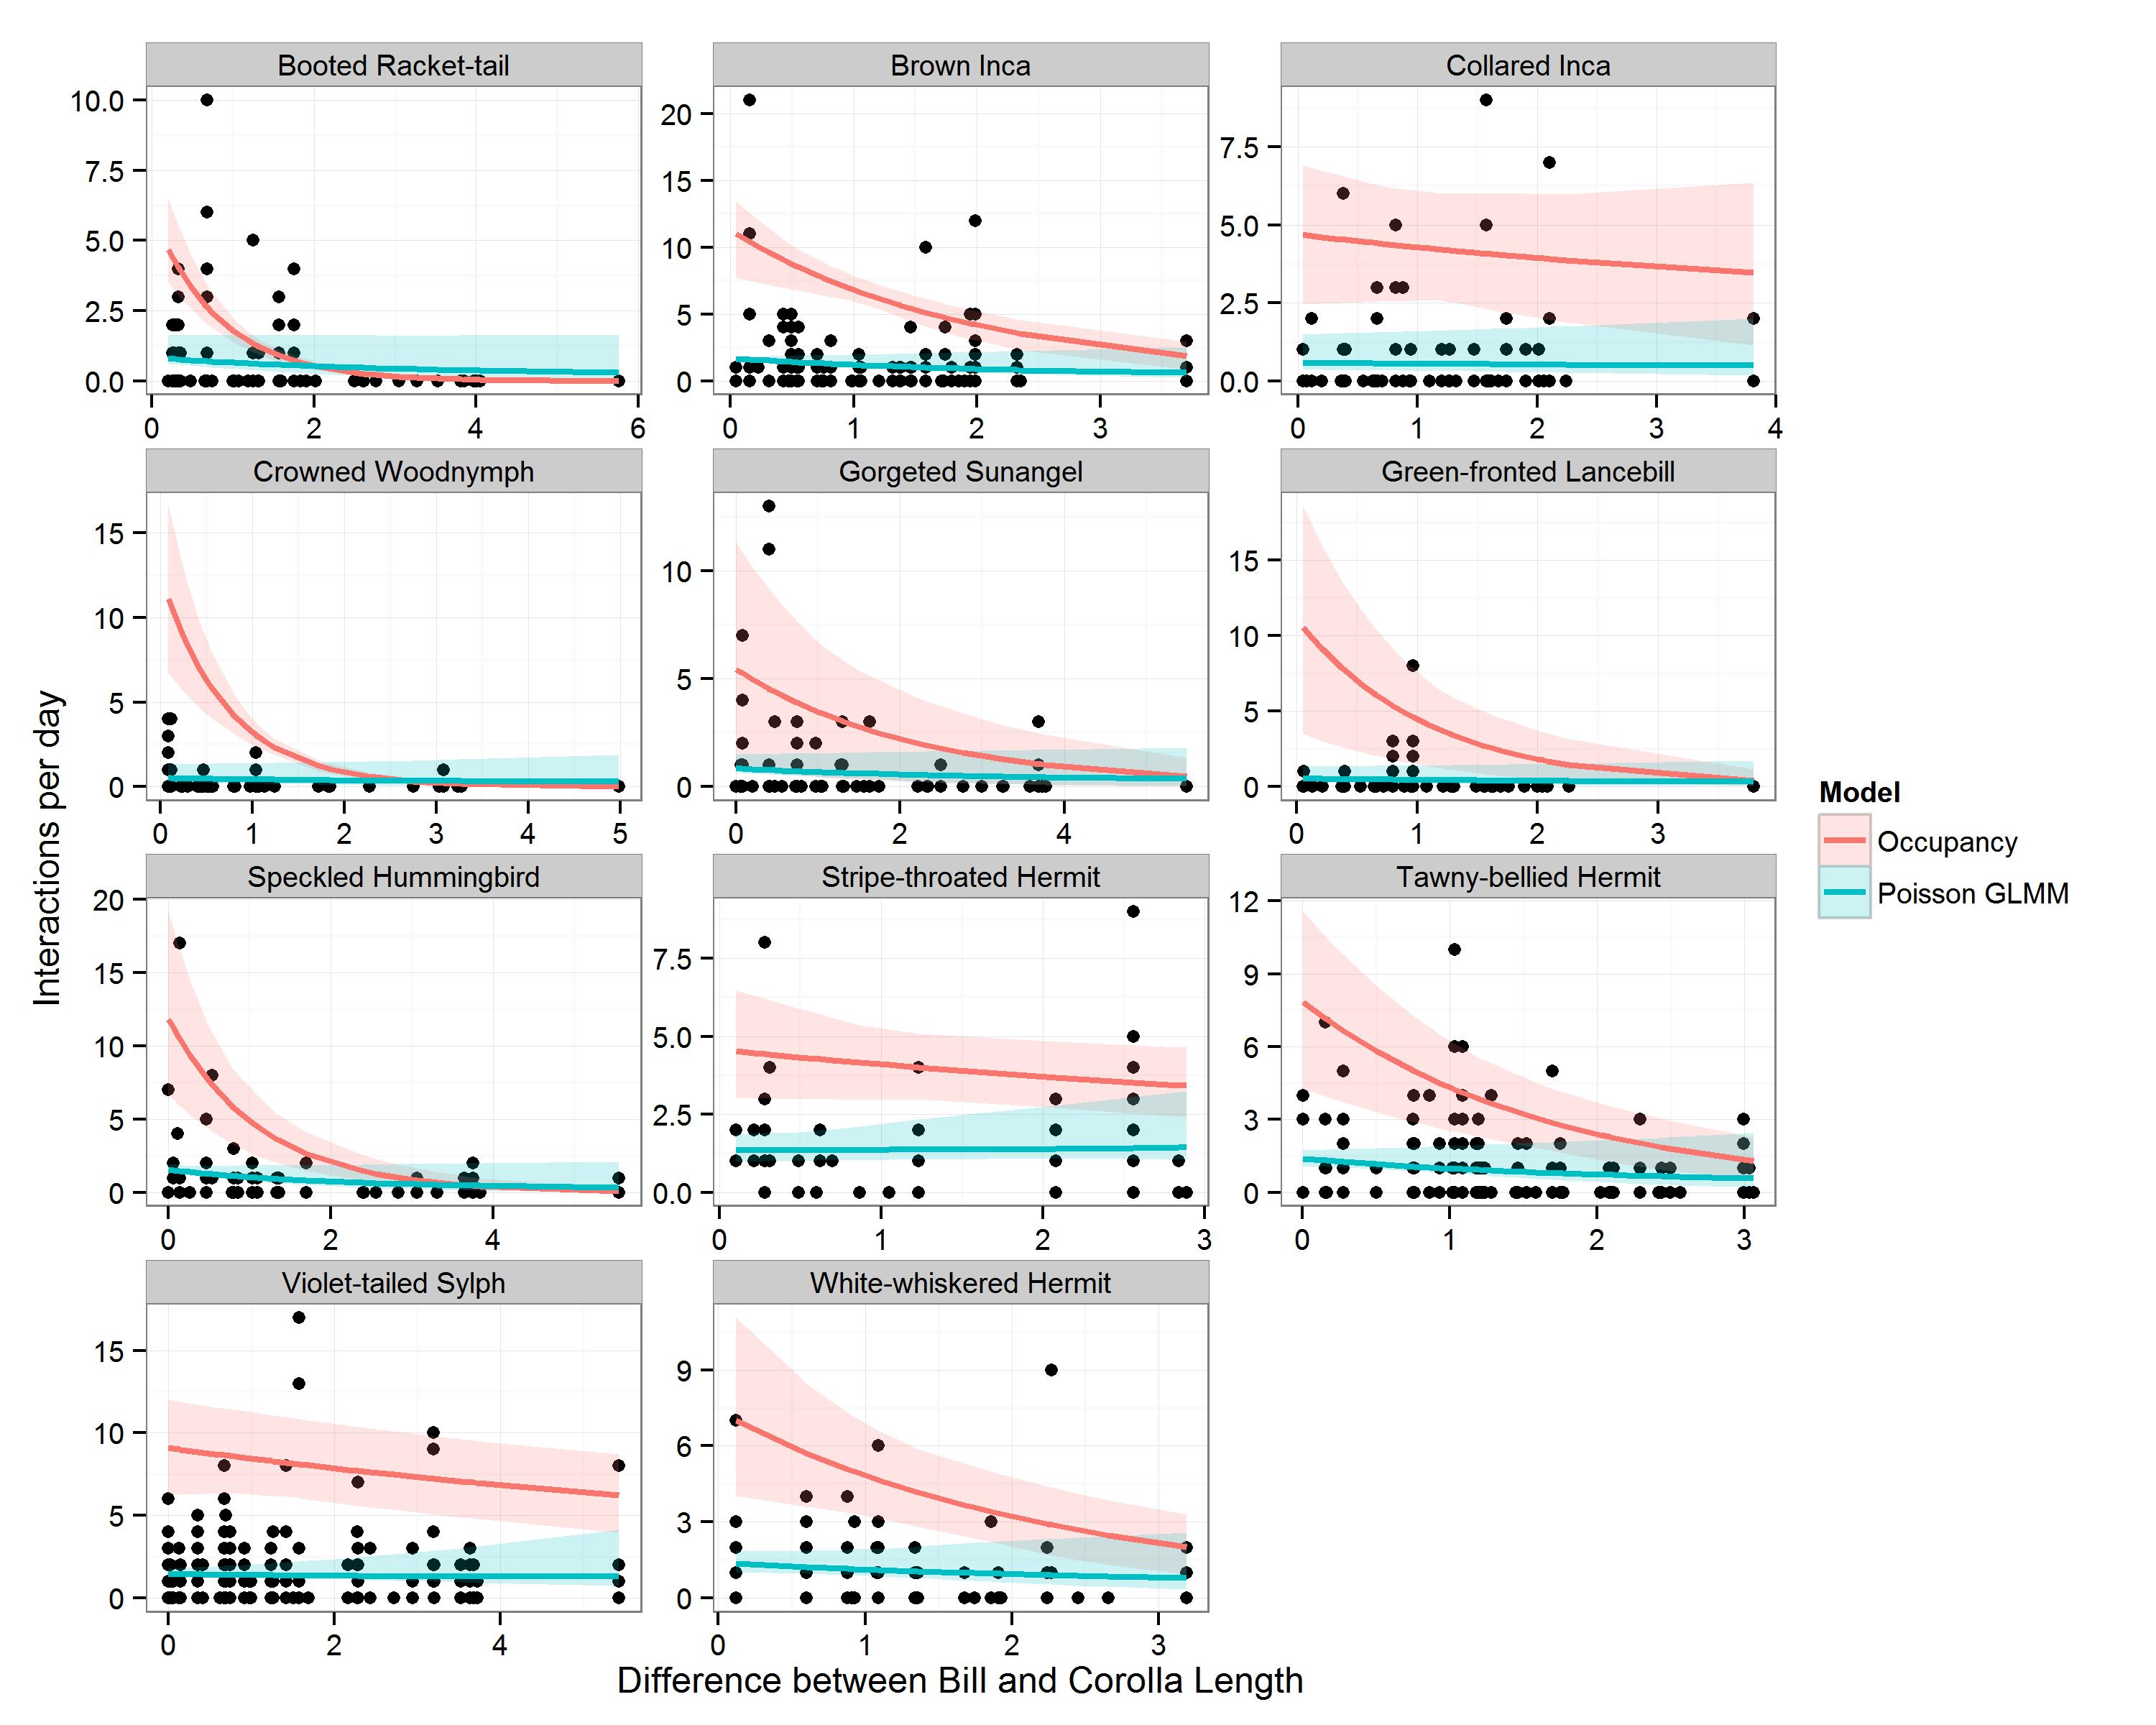 Booted Racket-tail Brown Inca Collared Inca
10.0
7.5
5.0
2.5
0.0
0 2 4 6
20
15
10
5
0
0 1 2 3
7.5
5.0
2.5
0.0
0 1 2 3 4
Crowned Woodnymph Gorgeted Sunangel Green-fronted Lancebill
15
10
5
0
0 1 2 3 4 5
10
5
0
0 2 4
15
10
5
0
0 1 2 3
Interactions per day
Model
Occupancy
Poisson GLMM
Speckled Hummingbird Stripe-throated Hermit Tawny-bellied Hermit
20
15
10
5
0
0 2 4
7.5
5.0
2.5
0.0
0 1 2 3
12
9
6
3
0
0 1 2 3
Violet-tailed Sylph White-whiskered Hermit
15
10
5
0
0 2 4
9
6
3
0
0 1 2 3
Difference between Bill and Corolla Length